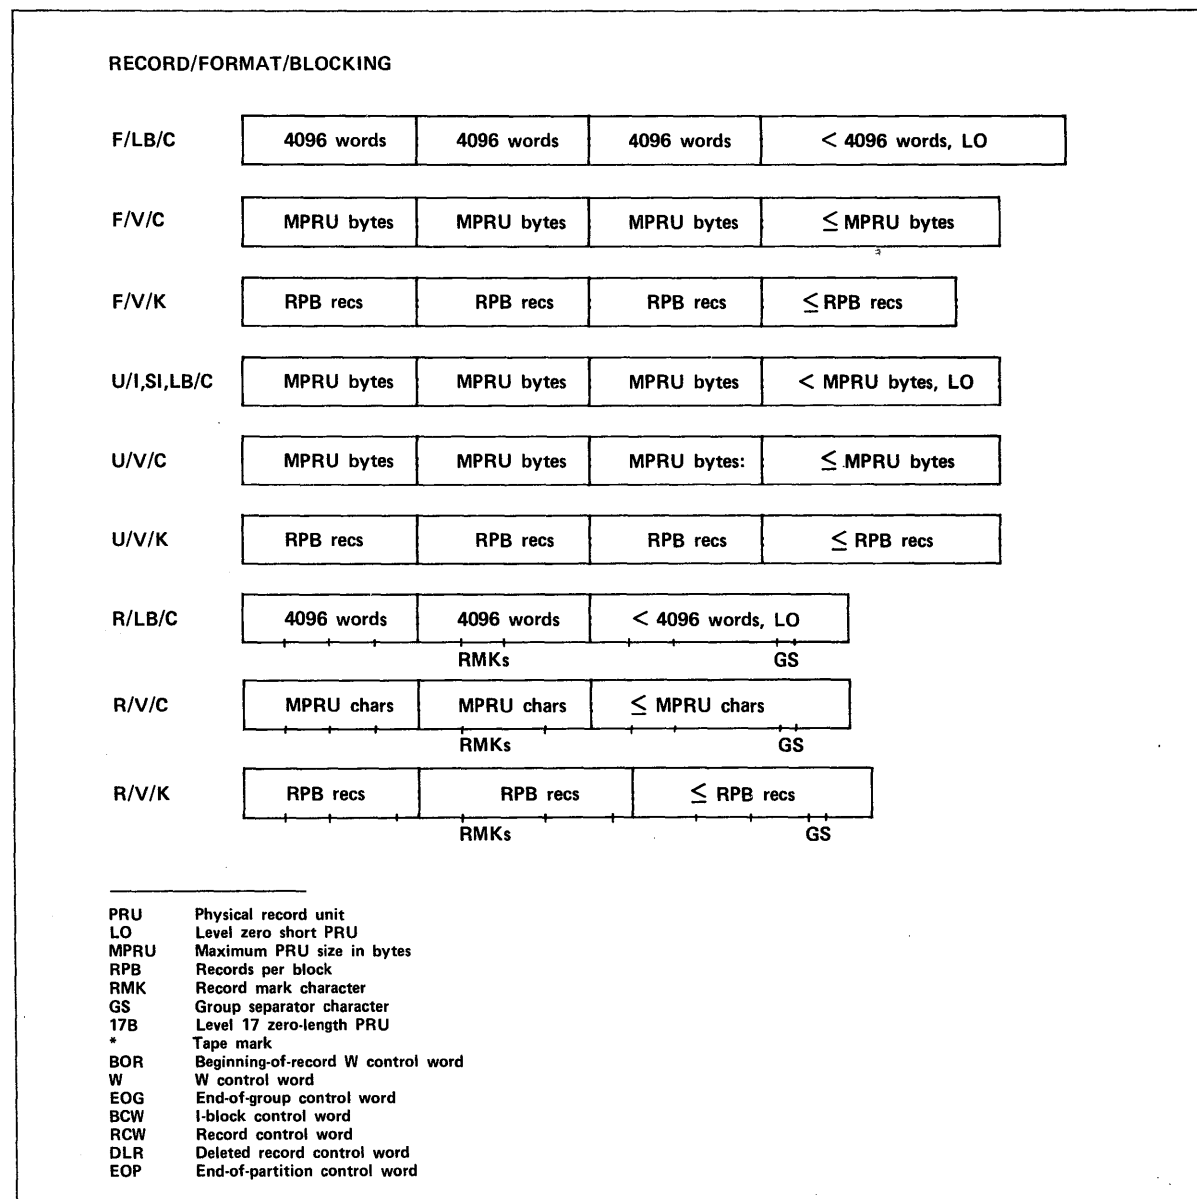 RECORD/FORMAT/BLOCKING
F/LB/C 4096 words 4096 words 4096 words < 4096 words, LO
F/V/C MPRU bytes MPRU bytes MPRU bytes ≤ MPRU bytes
F/V/K RPB recs RPB recs RPB recs ≤ RPB recs
U/I,SI,LB/C MPRU bytes MPRU bytes MPRU bytes < MPRU bytes, LO
U/V/C MPRU bytes MPRU bytes MPRU bytes: ≤ MPRU bytes
U/V/K RPB recs RPB recs RPB recs ≤ RPB recs
R/LB/C 4096 words 4096 words < 4096 words, LO
RMKs GS
R/V/C MPRU chars MPRU chars ≤ MPRU chars
RMKs GS
R/V/K RPB recs RPB recs ≤ RPB recs
RMKs GS
PRU Physical record unit
LO Level zero short PRU
MPRU Maximum PRU size in bytes
RPB Records per block
RMK Record mark character
GS Group separator character
17B Level 17 zero-length PRU
* Tape mark
BOR Beginning-of-record W control word
W W control word
EOG End-of-group control word
BCW I-block control word
RCW Record control word
DLR Deleted record control word
EOP End-of-partition control word